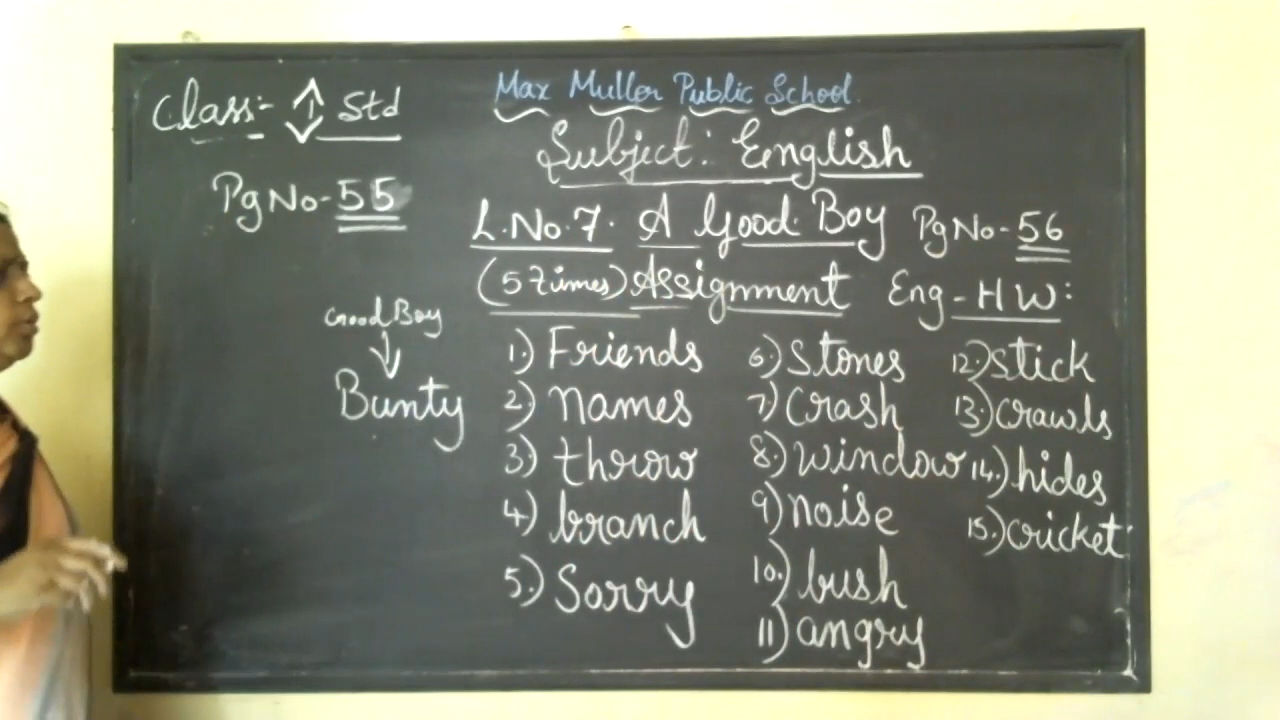 Max Muller Public School
Class:- I Std
Subject: English
Pg No-55
L.No.7. A Good Boy Pg No-56
(5 Times) Assignment Eng-HW:
Good Boy
Bunty
1.) Friends
2.) Names
3.) throw
4.) branch
5.) Sorry
6.) Stones
7.) Crash
8.) window
9.) noise
10.) bush
11.) angry
12.) stick
13.) crawls
14.) hides
15.) cricket